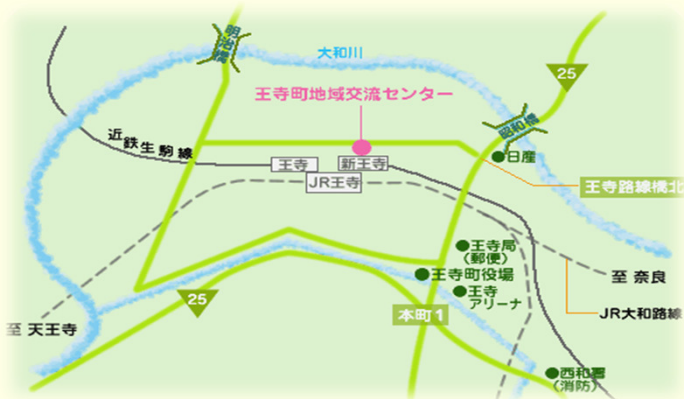 明治橋
大和川
25
王寺町地域交流センター
昭和橋
近鉄生駒線
日産
王寺
新王寺
JR王寺
王寺路線橋北
王寺局
(郵便)
王寺町役場
至 奈良
王寺
アリーナ
25
本町1
JR大和路線
至 天王寺
西和署
(消防)